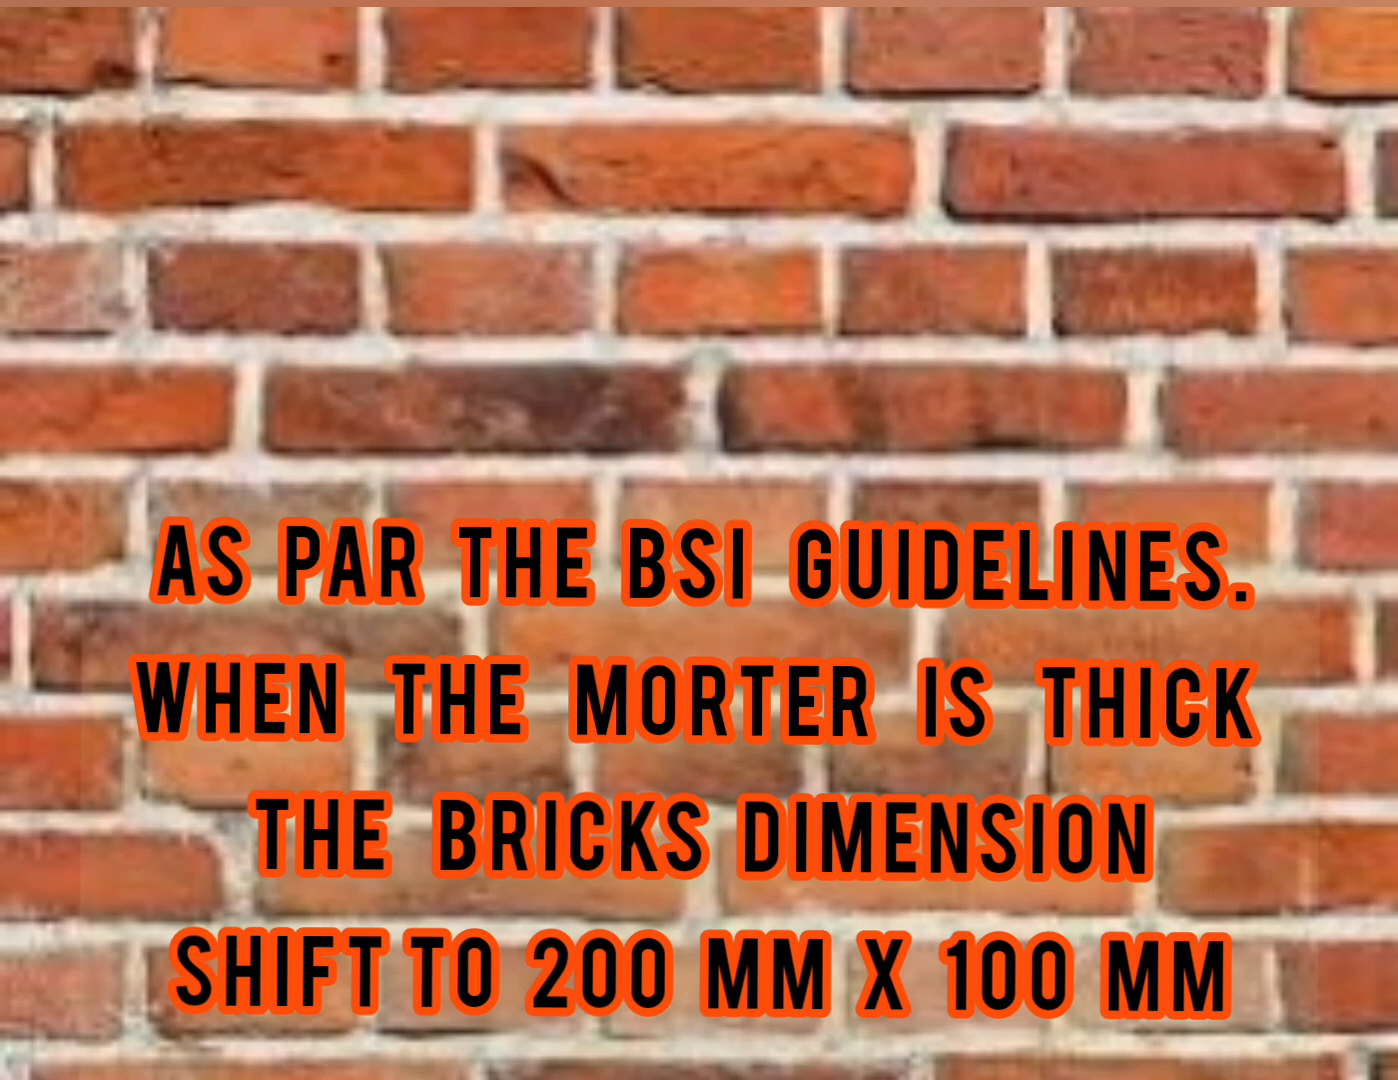 AS PAR THE BSI GUIDELINES.
WHEN THE MORTER IS THICK
THE BRICKS DIMENSION
SHIFT TO 200 MM X 100 MM